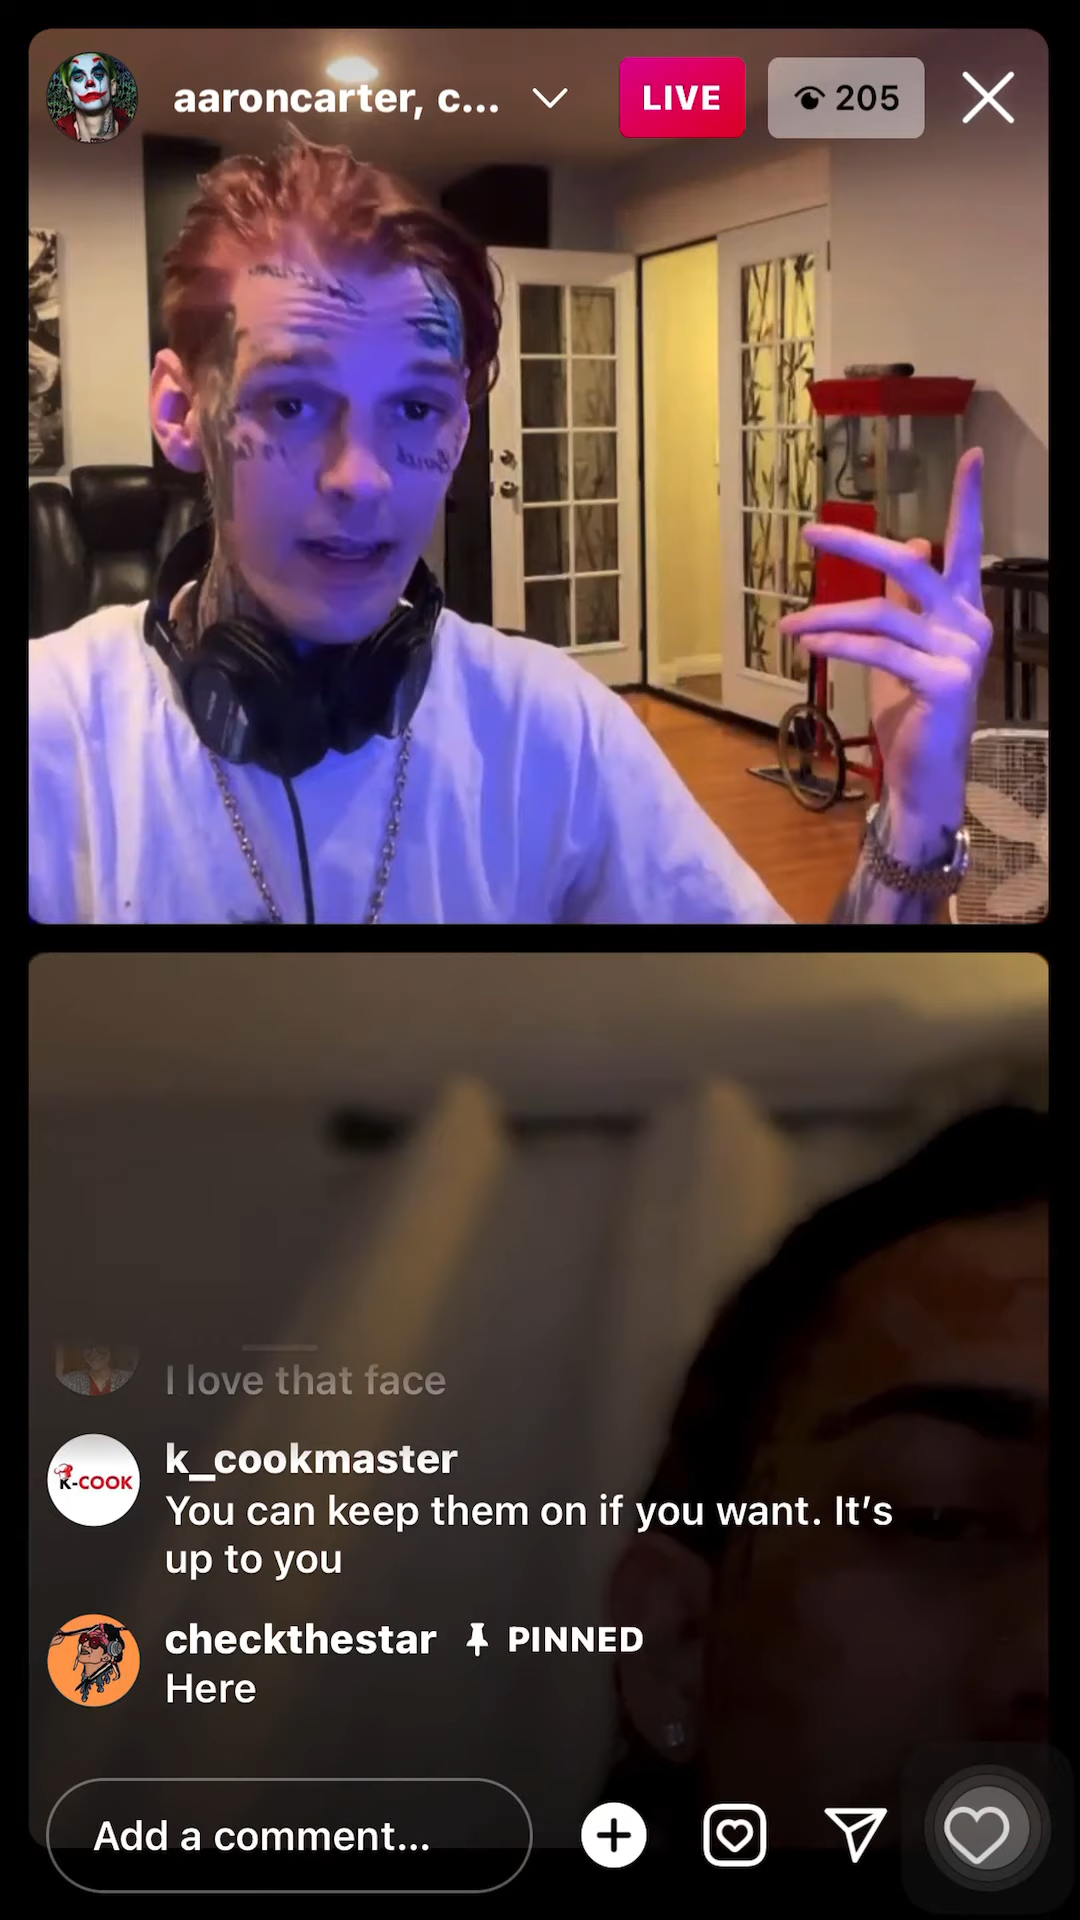 aaroncarter, c...
LIVE
205
I love that face
k_cookmaster
K-COOK
You can keep them on if you want. It's
up to you
checkthestar PINNED
Here
Add a comment...